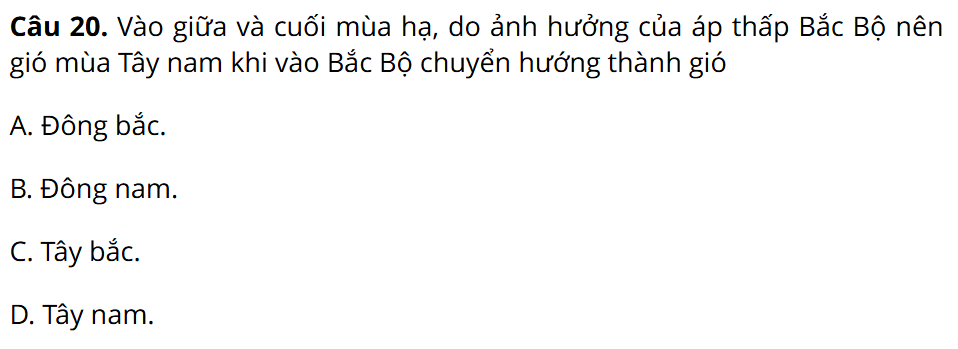 Câu 20. Vào giữa và cuối mùa hạ, do ảnh hưởng của áp thấp Bắc Bộ nên
gió mùa Tây nam khi vào Bắc Bộ chuyển hướng thành gió
A. Đông bắc.
B. Đông nam.
C. Tây bắc.
D. Tây nam.